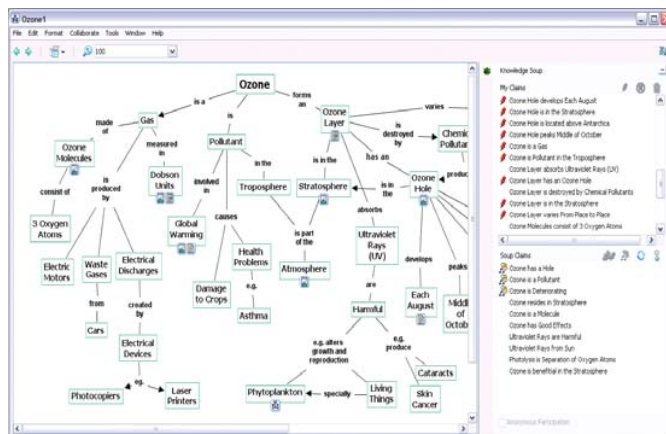 Ozone1
File Edit Format Collaborate Tools Window Help
100
Ozone
is a
forms
an
Gas
is
Ozone
Layer
varies
made
of
measured
in
Pollutant
is
destroyed
by
Chemic
Pollutan
Ozone
Molecules
Dobson
Units
is
produced
by
involved
in
in the
Troposphere
is in the
Stratosphere
has an
is in
the
Ozone
Hole
produc
consist of
3 Oxygen
Atoms
Global
Warming
causes
is part
of the
absorbs
Electric
Motors
Waste
Gases
Electrical
Discharges
Health
Problems
Atmosphere
Ultraviolet
Rays
(UV)
develops
peaks
Damage
to Crops
e.g.
Asthma
from
Cars
created
by
are
Each
August
Middl
of
Octob
Electrical
Devices
Harmful
eg.
Photocopiers
Laser
Printers
e.g. alters
growth and
reproduction
e.g.
produce
Cataracts
Phytoplankton
specially
Living
Things
Skin
Cancer
Knowledge Soup
My Claims
Ozone Hole develops Each August
Ozone Hole is in the Stratosphere
Ozone Hole is located above Antarctica
Ozone Hole peaks Middle of October
Ozone is a Gas
Ozone is Pollutant in the Troposphere
Ozone Layer absorbs Ultraviolet Rays (UV)
Ozone Layer has an Ozone Hole
Ozone Layer is destroyed by Chemical Pollutants
Ozone Layer is in the Stratosphere
Ozone Layer varies From Place to Place
Ozone Molecules consist of 3 Oxygen Atoms
Soup Claims
Ozone has a Hole
Ozone is a Pollutant
Ozone is Deteriorating
Ozone resides in Stratosphere
Ozone is a Molecule
Ozone has Good Effects
Ultraviolet Rays are Harmful
Ultraviolet Rays from Sun
Photolysis is Separation of Oxygen Atoms
Ozone is benefitial in the Stratosphere
Anonymous Participation